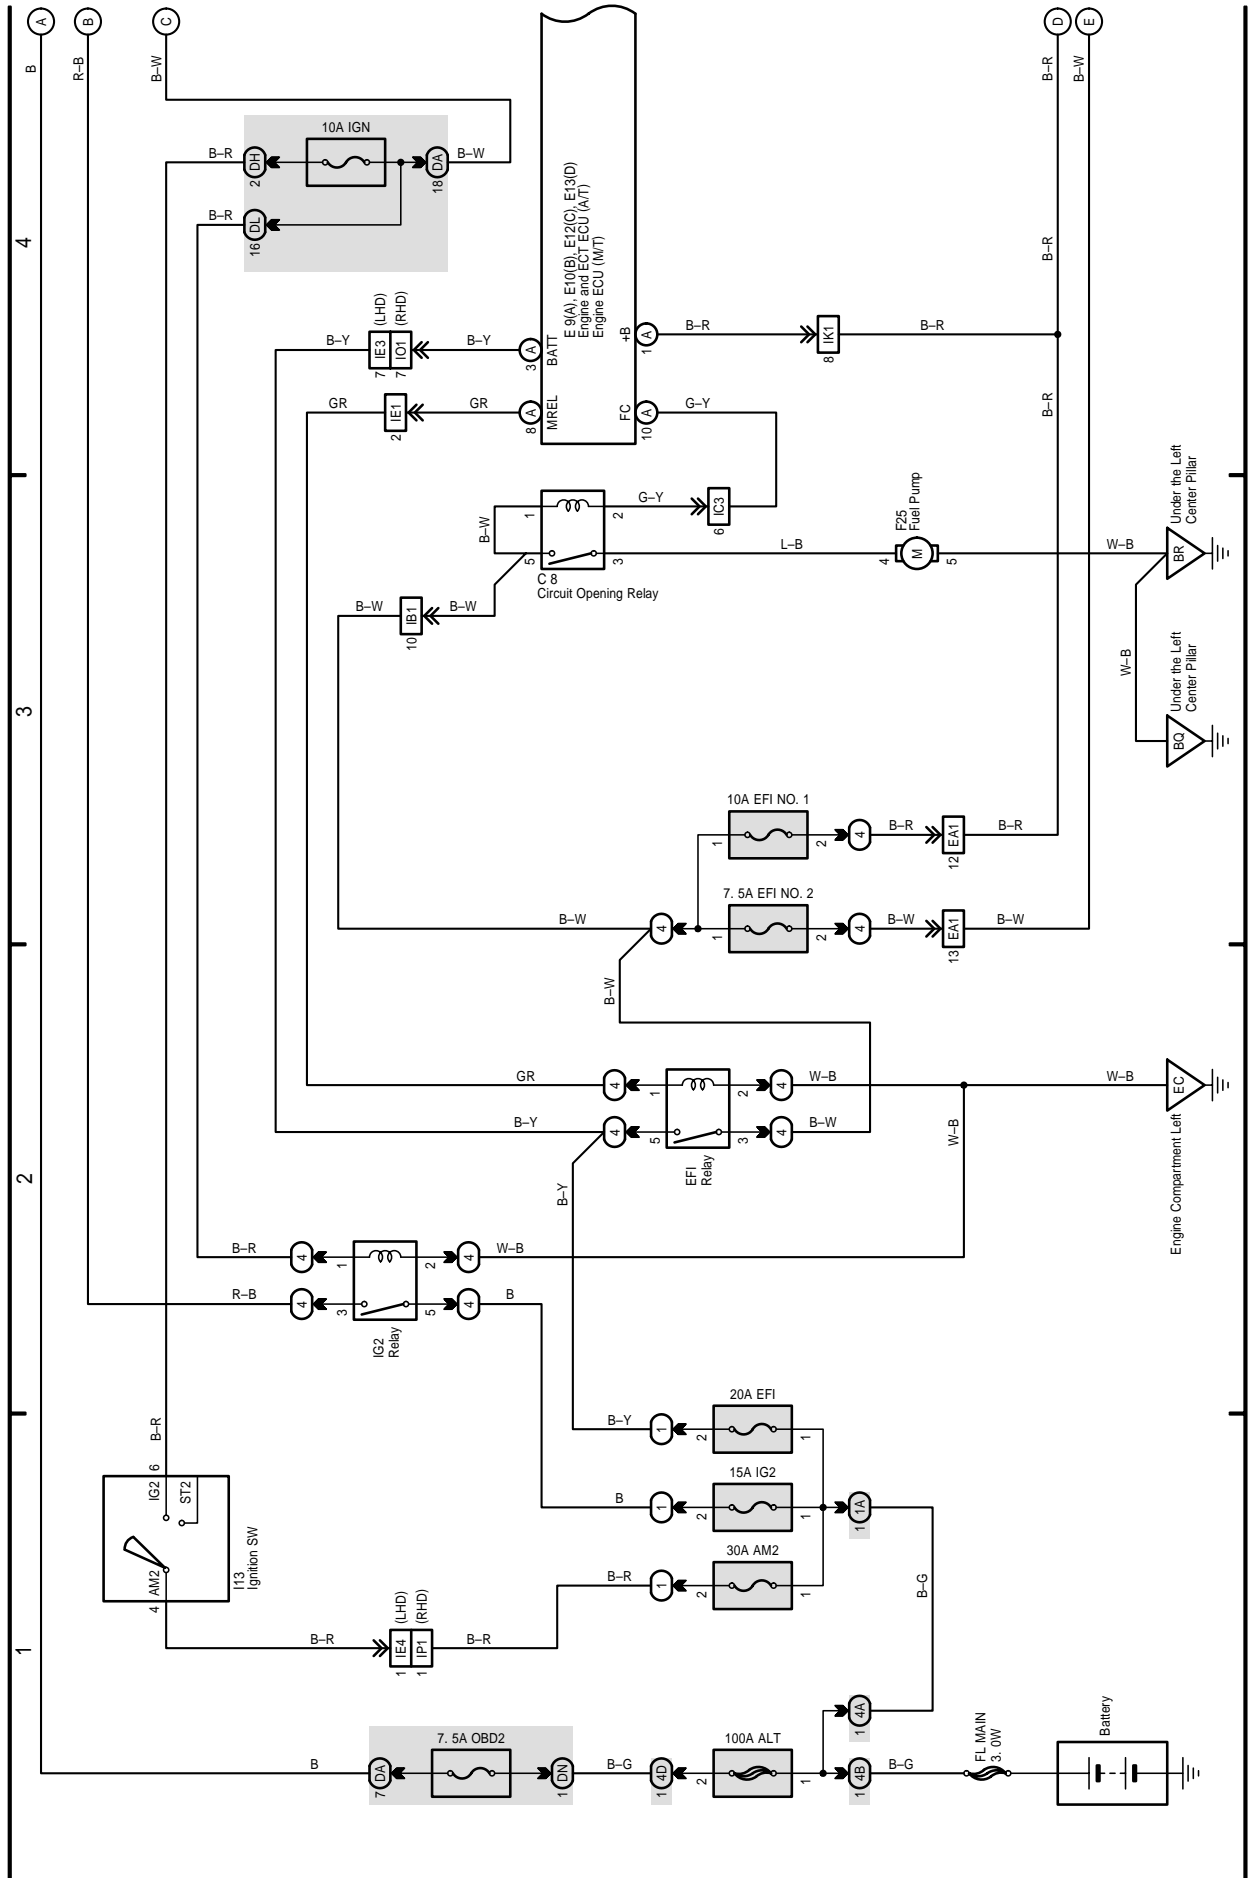 A
B
C
D
E
B
R–B
B–W
B–R
B–W
4
10A IGN
B–R
2 DH
18 DA
B–W
B–R
16 DL
B–R
E 9(A), E10(B), E12(C), E13(D)
Engine and ECT ECU (A/T)
Engine ECU (M/T)
B–Y
7 IE3 (LHD)
7 IO1 (RHD)
B–Y
3 A
BATT
+B
1 A
B–R
8 IK1
B–R
GR
2 IE1
GR
8 A
MREL
FC
10 A
G–Y
B–R
B–W
1
2
G–Y
6 IC3
5
3
L–B
F25
Fuel Pump
4
M
5
W–B
BR
Under the Left
Center Pillar
C 8
Circuit Opening Relay
B–W
10 IB1
B–W
W–B
BQ
Under the Left
Center Pillar
3
10A EFI NO. 1
1
2
4
B–R
12 EA1
B–R
7. 5A EFI NO. 2
B–W
4
1
2
4
B–W
13 EA1
B–W
B–W
GR
4
1
2
4
W–B
W–B
EC
Engine Compartment Left
B–Y
4
5
3
4
B–W
W–B
EFI
Relay
B–Y
2
B–R
4
1
2
4
W–B
R–B
4
3
5
4
B
IG2
Relay
20A EFI
B–Y
1
2
1
15A IG2
B
1
2
1
1 1A
30A AM2
B–R
1
2
1
B–G
B–R
6
IG2
ST2
4
AM2
I13
Ignition SW
B–R
1 IE4 (LHD)
1 IP1 (RHD)
B–R
1
1 4A
B
7 DA
7. 5A OBD2
1 DN
B–G
1 4D
2
100A ALT
1
1 4B
B–G
FL MAIN
3. 0W
Battery